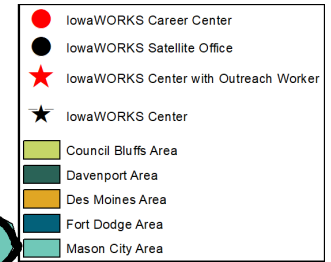 IowaWORKS Career Center
IowaWORKS Satellite Office
IowaWORKS Center with Outreach Worker
IowaWORKS Center
Council Bluffs Area
Davenport Area
Des Moines Area
Fort Dodge Area
Mason City Area